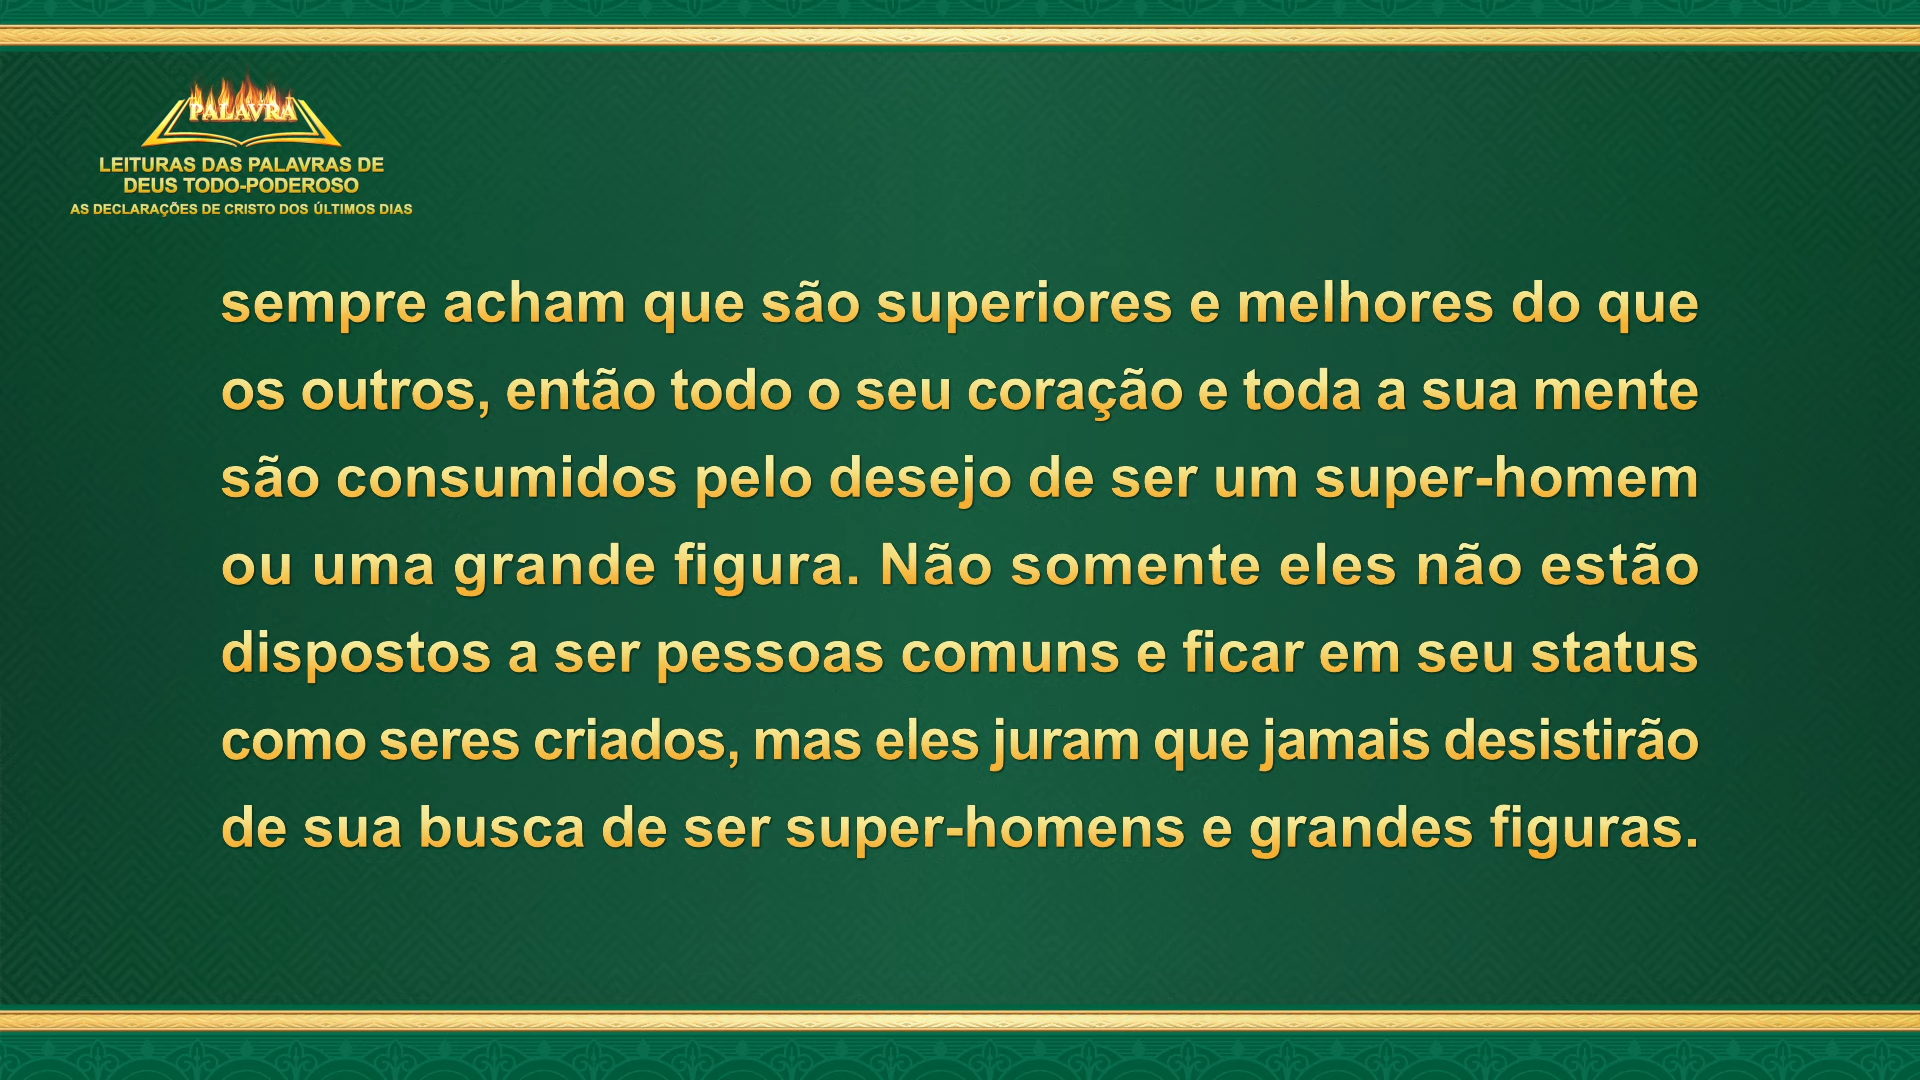 PALAVRA
LEITURAS DAS PALAVRAS DE
DEUS TODO-PODEROSO
AS DECLARAÇÕES DE CRISTO DOS ÚLTIMOS DIAS
sempre acham que são superiores e melhores do que
os outros, então todo o seu coração e toda a sua mente
são consumidos pelo desejo de ser um super-homem
ou uma grande figura. Não somente eles não estão
dispostos a ser pessoas comuns e ficar em seu status
como seres criados, mas eles juram que jamais desistirão
de sua busca de ser super-homens e grandes figuras.